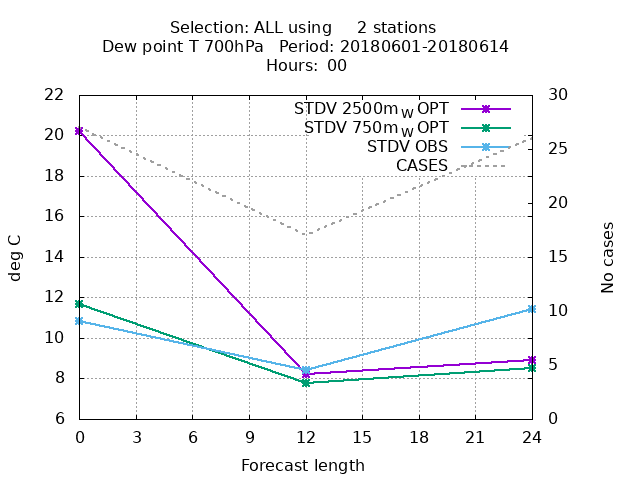 Selection: ALL using     2 stations
Dew point T 700hPa   Period: 20180601-20180614
Hours:  00
STDV 2500m_W OPT
STDV 750m_W OPT
STDV OBS
CASES
22
20
18
16
14
12
10
8
6
deg C
30
25
20
15
10
5
0
No cases
0 3 6 9 12 15 18 21 24
Forecast length